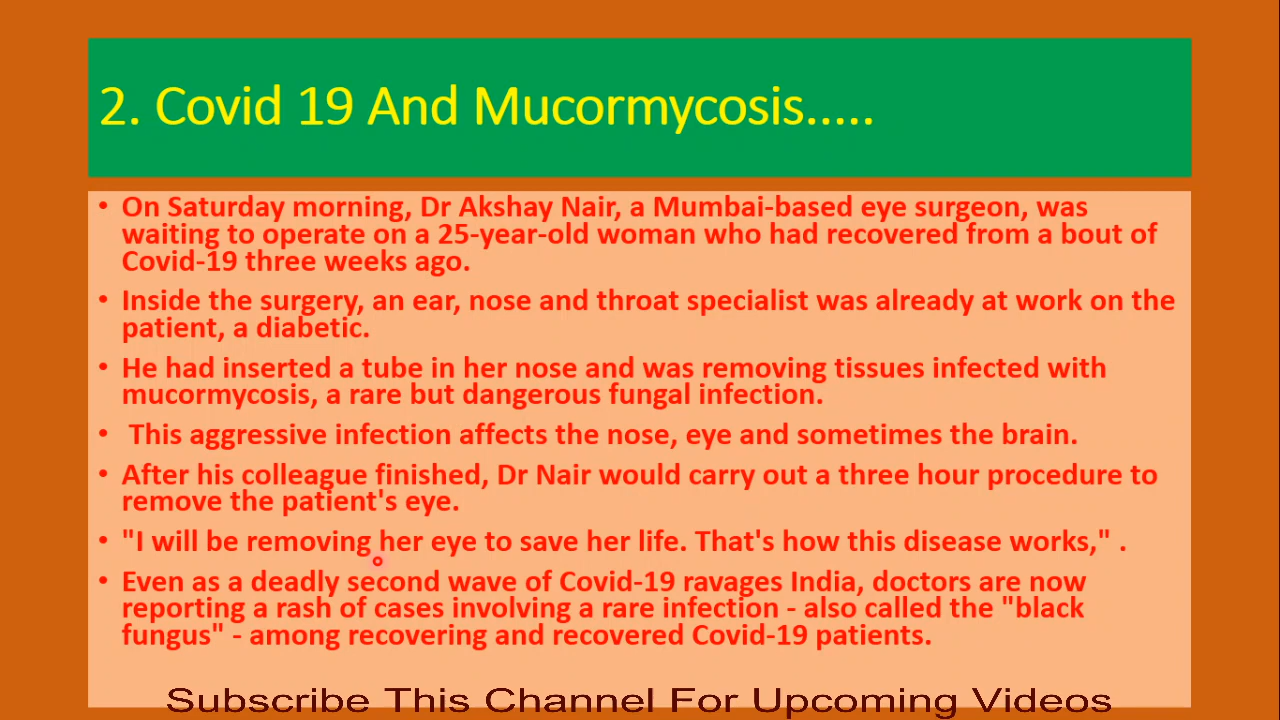 2. Covid 19 And Mucormycosis.....
• On Saturday morning, Dr Akshay Nair, a Mumbai-based eye surgeon, was
waiting to operate on a 25-year-old woman who had recovered from a bout of
Covid-19 three weeks ago.
• Inside the surgery, an ear, nose and throat specialist was already at work on the
patient, a diabetic.
• He had inserted a tube in her nose and was removing tissues infected with
mucormycosis, a rare but dangerous fungal infection.
• This aggressive infection affects the nose, eye and sometimes the brain.
• After his colleague finished, Dr Nair would carry out a three hour procedure to
remove the patient's eye.
• "I will be removing her eye to save her life. That's how this disease works," .
• Even as a deadly second wave of Covid-19 ravages India, doctors are now
reporting a rash of cases involving a rare infection - also called the "black
fungus" - among recovering and recovered Covid-19 patients.
Subscribe This Channel For Upcoming Videos